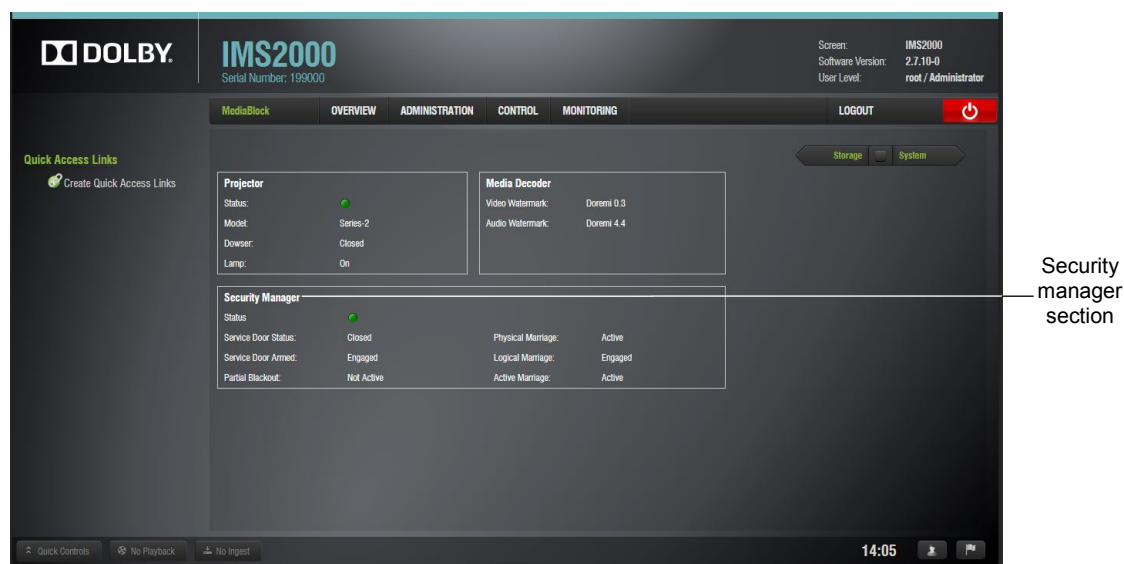 DOLBY.
IMS2000
Serial Number: 199000
Screen: IMS2000
Software Version: 2.7.10-0
User Level: root / Administrator
MediaBlock OVERVIEW ADMINISTRATION CONTROL MONITORING LOGOUT
Quick Access Links
Create Quick Access Links
Storage System
Projector
Status:
Model: Series-2
Dowser: Closed
Lamp: On
Media Decoder
Video Watermark: Doremi 0.3
Audio Watermark: Doremi 4.4
Security Manager
Status
Service Door Status: Closed Physical Marriage: Active
Service Door Armed: Engaged Logical Marriage: Engaged
Partial Blackout: Not Active Active Marriage: Active
Security
manager
section
Quick Controls No Playback No Ingest 14:05